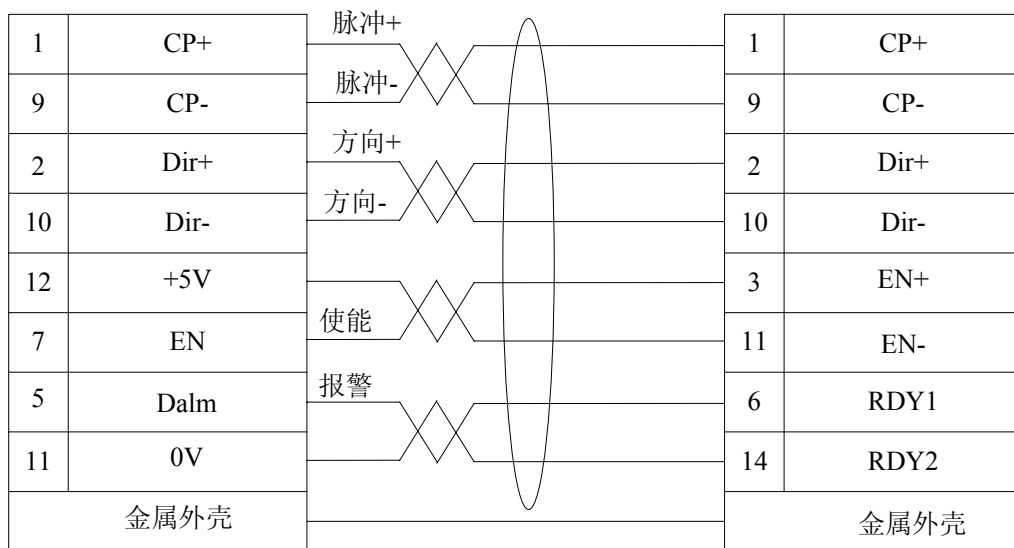 脉冲+
1 CP+
1 CP+
脉冲-
9 CP-
9 CP-
方向+
2 Dir+
2 Dir+
方向-
10 Dir-
10 Dir-
12 +5V
3 EN+
使能
7 EN
11 EN-
报警
5 Dalm
6 RDY1
11 0V
14 RDY2
金属外壳
金属外壳